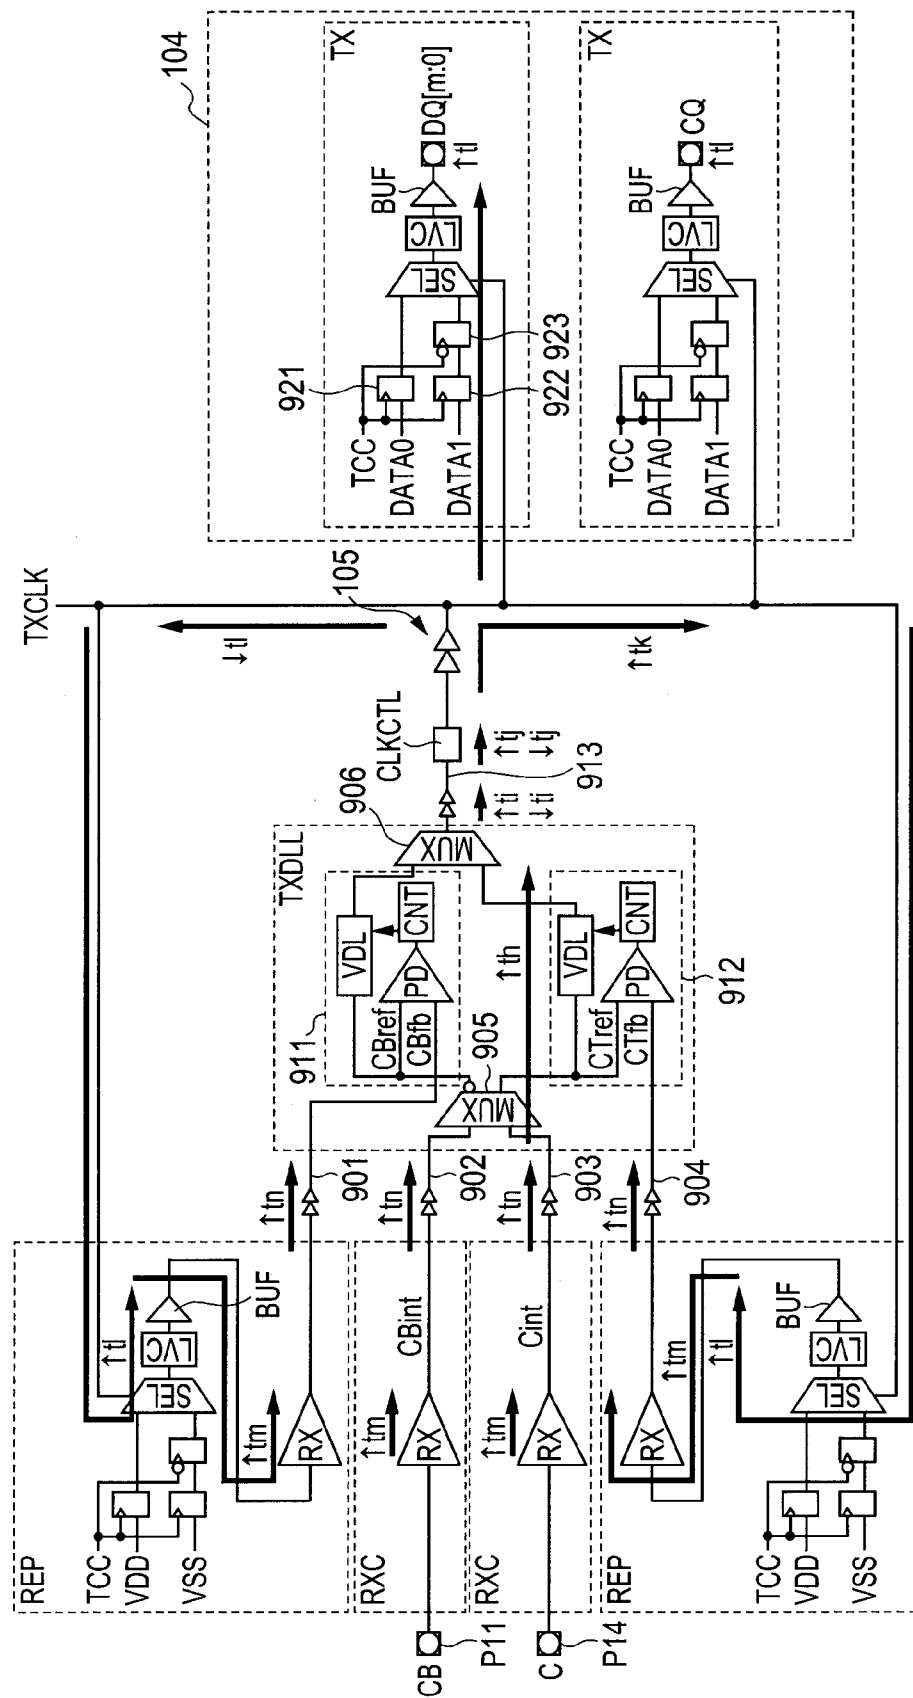 104
TX
DQ[m:0]
↑tl
BUF
LVC
SEL
921
922
923
TCC
DATA0
DATA1
TX
CQ
↑tl
BUF
LVC
SEL
TCC
DATA0
DATA1
TXCLK
105
↓tl
↑tk
CLKCTL
↑tj
↓tj
913
906
↑ti
↓ti
TXDLL
MUX
VDL
CNT
PD
911
CBref
CBfb
905
MUX
↑th
VDL
CNT
PD
912
CTref
CTfb
↑tn
901
↑tn
902
↑tn
903
↑tn
904
REP
TCC
VDD
VSS
SEL
LVC
BUF
↑tl
↑tm
RX
RXC
CB
P11
↑tm
RX
CBint
RXC
C
P14
↑tm
RX
Cint
REP
RX
↑tm
↑tl
TCC
VDD
VSS
SEL
LVC
BUF